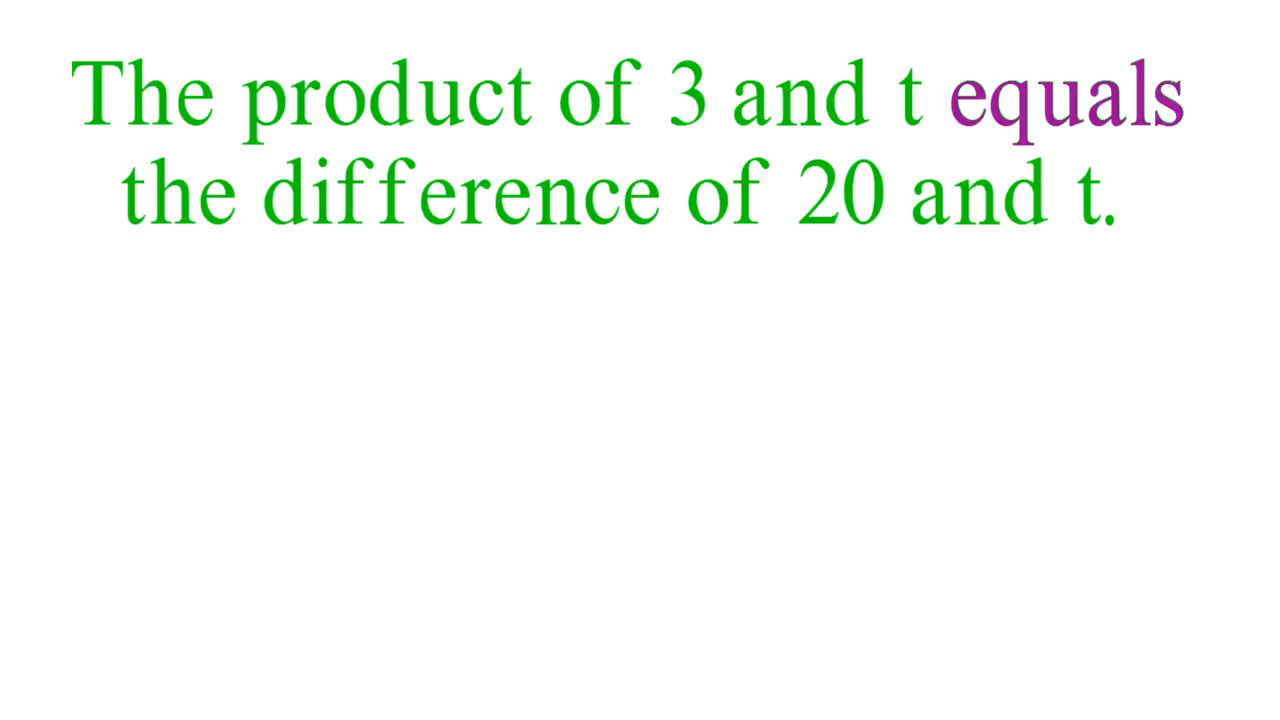 The product of 3 and t equals
the difference of 20 and t.